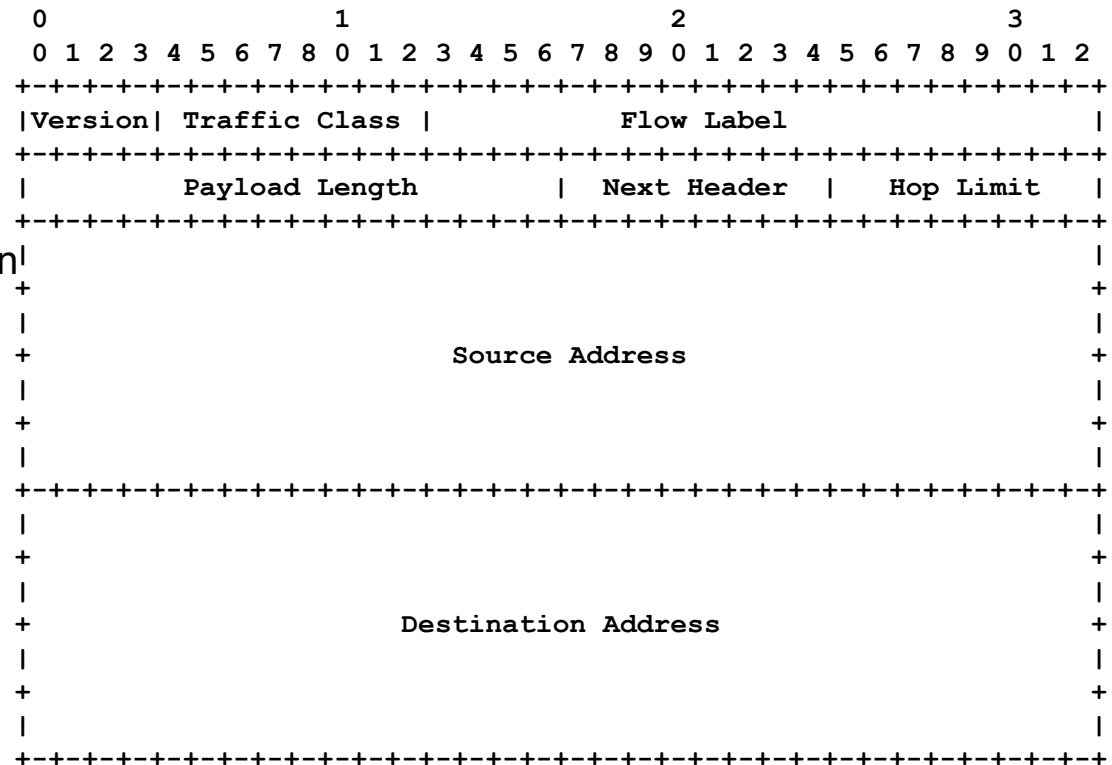 0                 1                   2                   3
0 1 2 3 4 5 6 7 8 0 1 2 3 4 5 6 7 8 9 0 1 2 3 4 5 6 7 8 9 0 1 2
+-+-+-+-+-+-+-+-+-+-+-+-+-+-+-+-+-+-+-+-+-+-+-+-+-+-+-+-+-+-+-+-+
|Version| Traffic Class |           Flow Label                  |
+-+-+-+-+-+-+-+-+-+-+-+-+-+-+-+-+-+-+-+-+-+-+-+-+-+-+-+-+-+-+-+-+
|         Payload Length        |  Next Header  |   Hop Limit   |
+-+-+-+-+-+-+-+-+-+-+-+-+-+-+-+-+-+-+-+-+-+-+-+-+-+-+-+-+-+-+-+-+
n|                                                               |
+                                                               +
|                                                               |
+                         Source Address                        +
|                                                               |
+                                                               +
|                                                               |
+-+-+-+-+-+-+-+-+-+-+-+-+-+-+-+-+-+-+-+-+-+-+-+-+-+-+-+-+-+-+-+-+
|                                                               |
+                                                               +
|                                                               |
+                      Destination Address                      +
|                                                               |
+                                                               +
|                                                               |
+-+-+-+-+-+-+-+-+-+-+-+-+-+-+-+-+-+-+-+-+-+-+-+-+-+-+-+-+-+-+-+-+